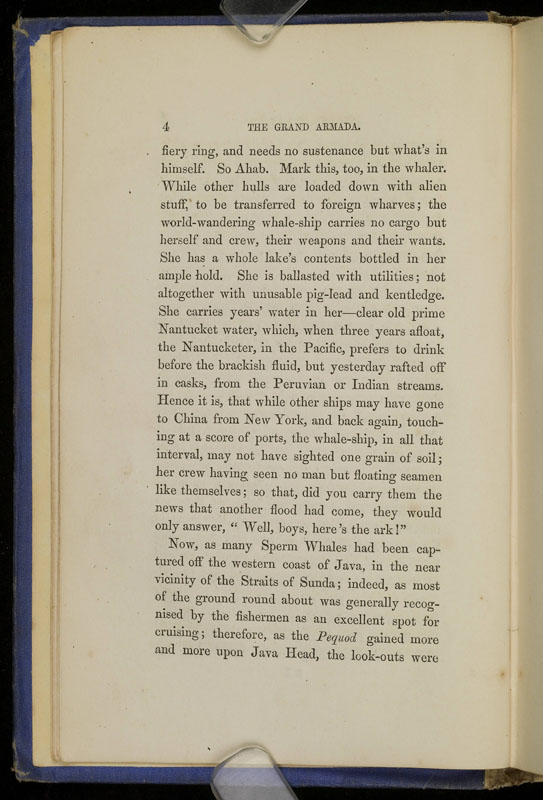 4 THE GRAND ARMADA.
fiery ring, and needs no sustenance but what's in
himself. So Ahab. Mark this, too, in the whaler.
While other hulls are loaded down with alien
stuff, to be transferred to foreign wharves; the
world-wandering whale-ship carries no cargo but
herself and crew, their weapons and their wants.
She has a whole lake's contents bottled in her
ample hold. She is ballasted with utilities; not
altogether with unusable pig-lead and kentledge.
She carries years' water in her—clear old prime
Nantucket water, which, when three years afloat,
the Nantucketer, in the Pacific, prefers to drink
before the brackish fluid, but yesterday rafted off
in casks, from the Peruvian or Indian streams.
Hence it is, that while other ships may have gone
to China from New York, and back again, touch-
ing at a score of ports, the whale-ship, in all that
interval, may not have sighted one grain of soil;
her crew having seen no man but floating seamen
like themselves; so that, did you carry them the
news that another flood had come, they would
only answer, “ Well, boys, here's the ark!”
Now, as many Sperm Whales had been cap-
tured off the western coast of Java, in the near
vicinity of the Straits of Sunda; indeed, as most
of the ground round about was generally recog-
nised by the fishermen as an excellent spot for
cruising; therefore, as the Pequod gained more
and more upon Java Head, the look-outs were